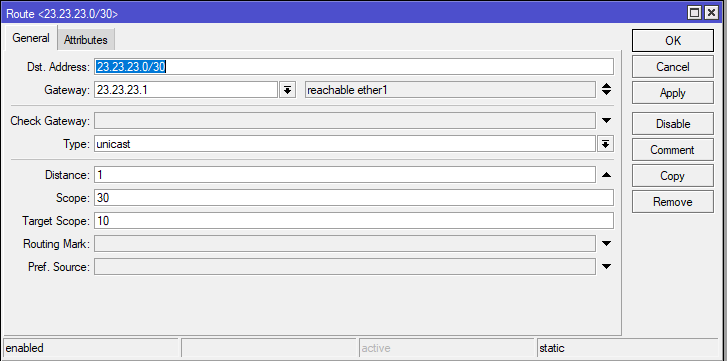 Route <23.23.23.0/30>
General Attributes
OK
Dst. Address: 23.23.23.0/30
Cancel
Gateway: 23.23.23.1 reachable ether1
Apply
Check Gateway:
Disable
Type: unicast
Comment
Distance: 1
Copy
Scope: 30
Remove
Target Scope: 10
Routing Mark:
Pref. Source:
enabled active static